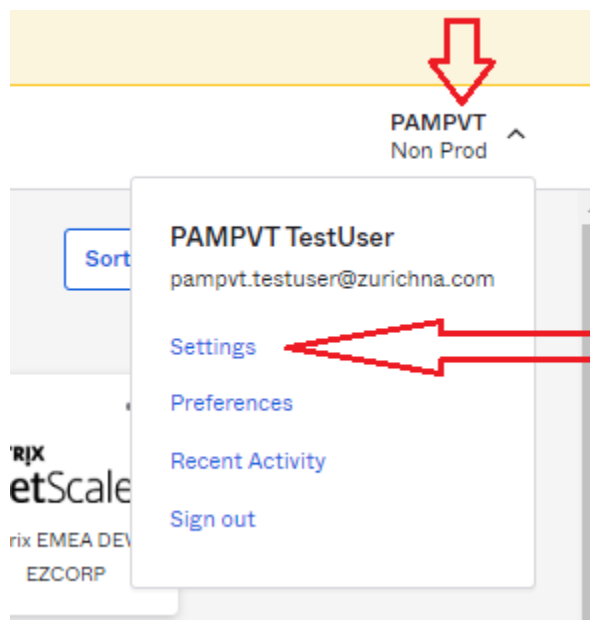 PAMPVT
Non Prod
PAMPVT TestUser
Sort
pampvt.testuser@zurichna.com
Settings
Preferences
Recent Activity
Sign out
RIX
etScale
rix EMEA DEV
EZCORP